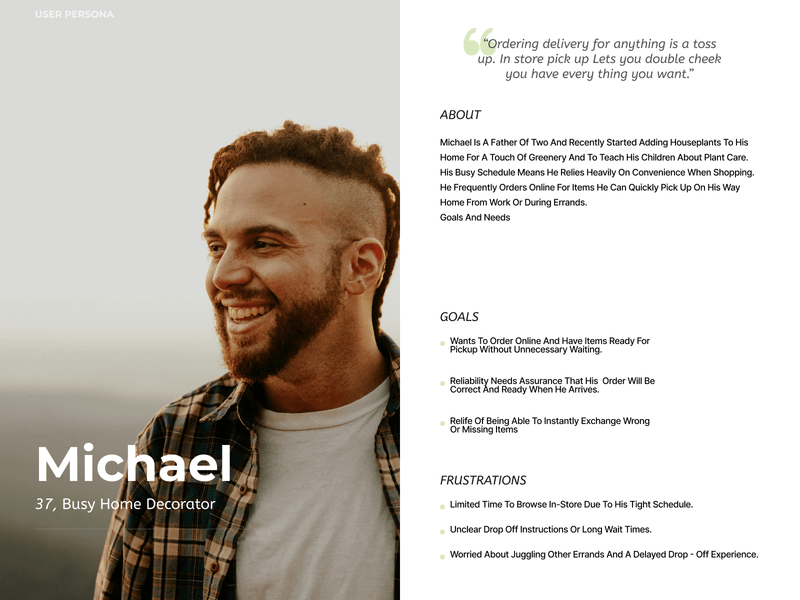 USER PERSONA
Michael
37, Busy Home Decorator
“Ordering delivery for anything is a toss
up. In store pick up Lets you double cheek
you have every thing you want.”
ABOUT
Michael Is A Father Of Two And Recently Started Adding Houseplants To His
Home For A Touch Of Greenery And To Teach His Children About Plant Care.
His Busy Schedule Means He Relies Heavily On Convenience When Shopping.
He Frequently Orders Online For Items He Can Quickly Pick Up On His Way
Home From Work Or During Errands.
Goals And Needs
GOALS
Wants To Order Online And Have Items Ready For
Pickup Without Unnecessary Waiting.
Reliability Needs Assurance That His Order Will Be
Correct And Ready When He Arrives.
Relife Of Being Able To Instantly Exchange Wrong
Or Missing Items
FRUSTRATIONS
Limited Time To Browse In-Store Due To His Tight Schedule.
Unclear Drop Off Instructions Or Long Wait Times.
Worried About Juggling Other Errands And A Delayed Drop - Off Experience.